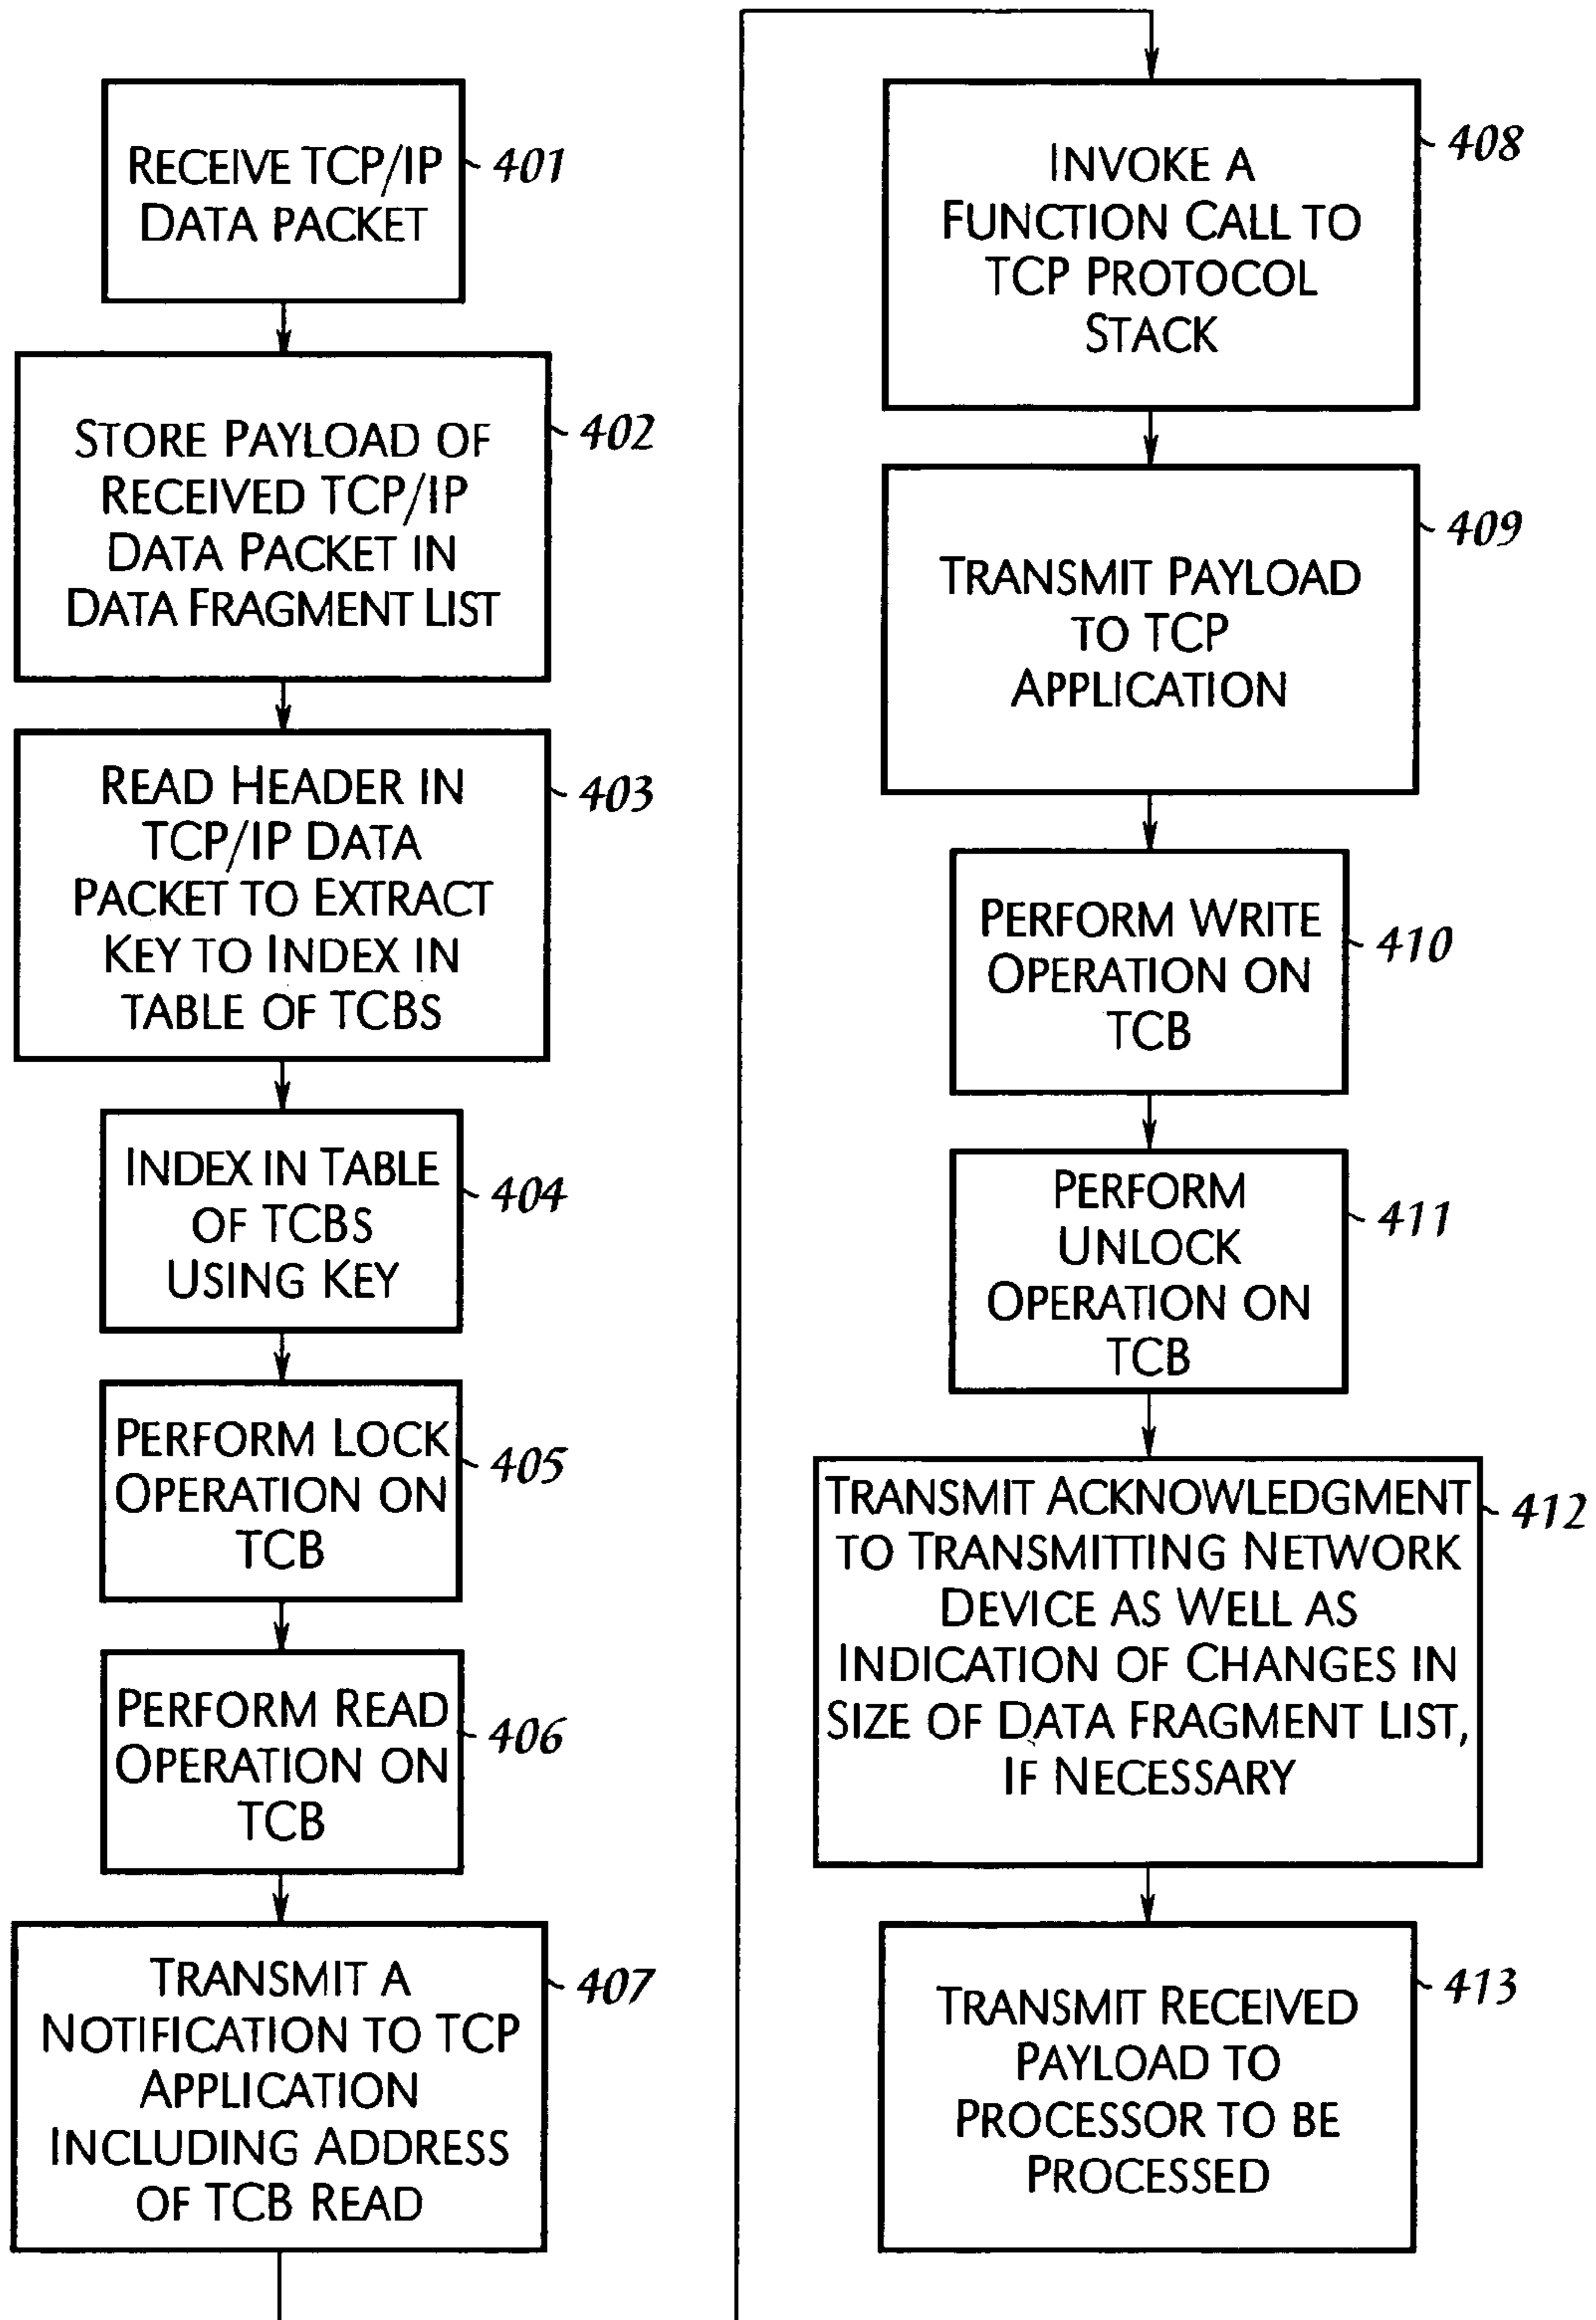 RECEIVE TCP/IP
DATA PACKET
401
STORE PAYLOAD OF
RECEIVED TCP/IP
DATA PACKET IN
DATA FRAGMENT LIST
402
READ HEADER IN
TCP/IP DATA
PACKET TO EXTRACT
KEY TO INDEX IN
TABLE OF TCBS
403
INDEX IN TABLE
OF TCBS
USING KEY
404
PERFORM LOCK
OPERATION ON
TCB
405
PERFORM READ
OPERATION ON
TCB
406
TRANSMIT A
NOTIFICATION TO TCP
APPLICATION
INCLUDING ADDRESS
OF TCB READ
407
INVOKE A
FUNCTION CALL TO
TCP PROTOCOL
STACK
408
TRANSMIT PAYLOAD
TO TCP
APPLICATION
409
PERFORM WRITE
OPERATION ON
TCB
410
PERFORM
UNLOCK
OPERATION ON
TCB
411
TRANSMIT ACKNOWLEDGMENT
TO TRANSMITTING NETWORK
DEVICE AS WELL AS
INDICATION OF CHANGES IN
SIZE OF DATA FRAGMENT LIST,
IF NECESSARY
412
TRANSMIT RECEIVED
PAYLOAD TO
PROCESSOR TO BE
PROCESSED
413